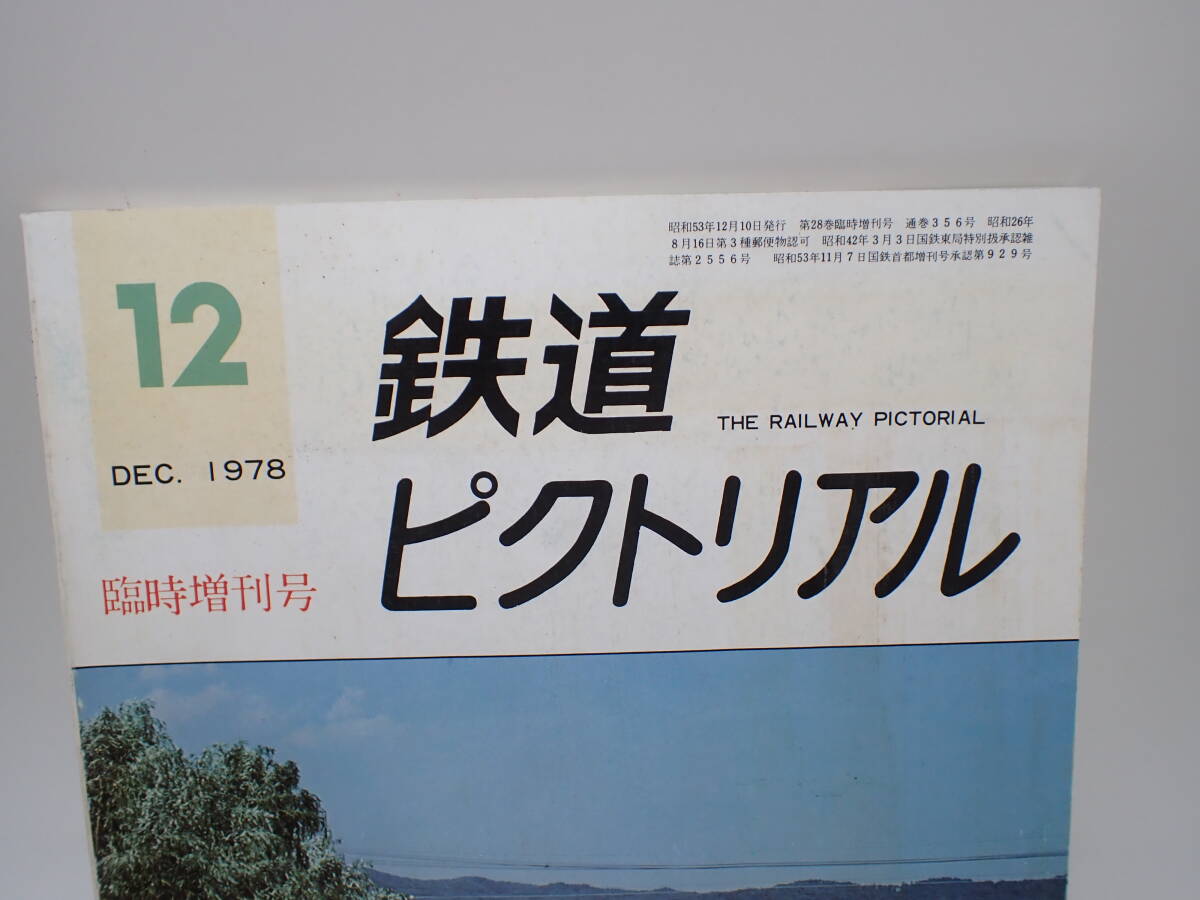 昭和53年12月10日発行 第28巻臨時増刊号 通巻356号 昭和26年
8月16日第3種郵便物認可 昭和42年3月3日国鉄東局特別扱承認雑
誌第2556号 昭和53年11月7日国鉄首都増刊号承認第929号
12
DEC. 1978
臨時増刊号
鉄道
THE RAILWAY PICTORIAL
ピクトリアル